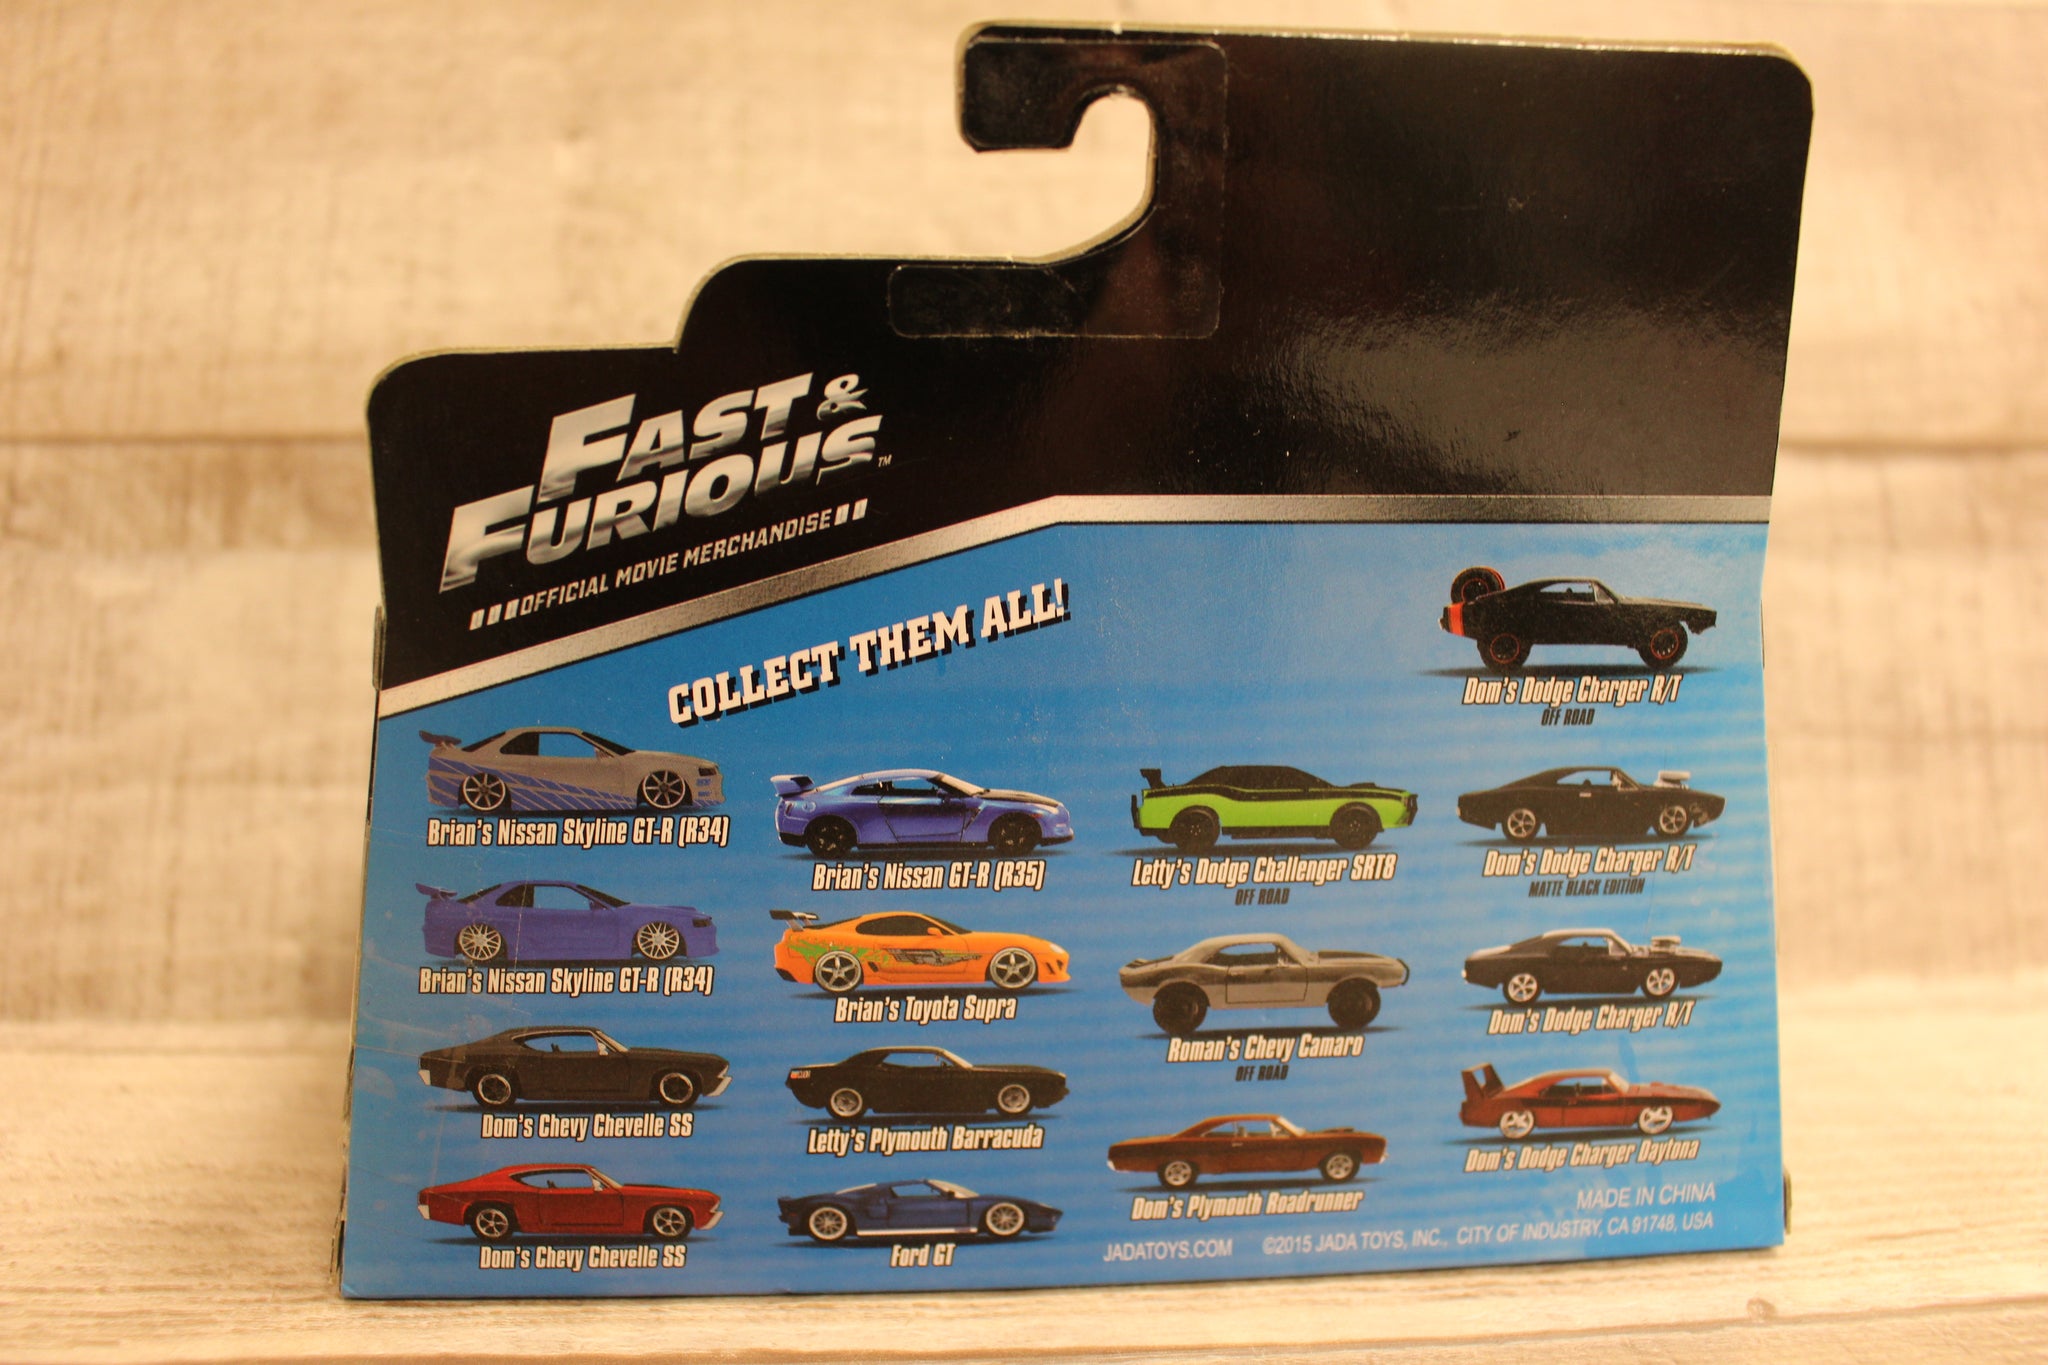 FAST &
FURIOUS™
OFFICIAL MOVIE MERCHANDISE
COLLECT THEM ALL!
Brian's Nissan Skyline GT-R (R34)
Brian's Nissan Skyline GT-R (R34)
Dom's Chevy Chevelle SS
Dom's Chevy Chevelle SS
Brian's Nissan GT-R (R35)
Brian's Toyota Supra
Letty's Plymouth Barracuda
Ford GT
Letty's Dodge Challenger SRT8
OFF ROAD
Roman's Chevy Camaro
OFF ROAD
Dom's Plymouth Roadrunner
Dom's Dodge Charger R/T
OFF ROAD
Dom's Dodge Charger R/T
MATTE BLACK EDITION
Dom's Dodge Charger R/T
Dom's Dodge Charger Daytona
MADE IN CHINA
JADATOYS.COM ©2015 JADA TOYS, INC., CITY OF INDUSTRY, CA 91748, USA